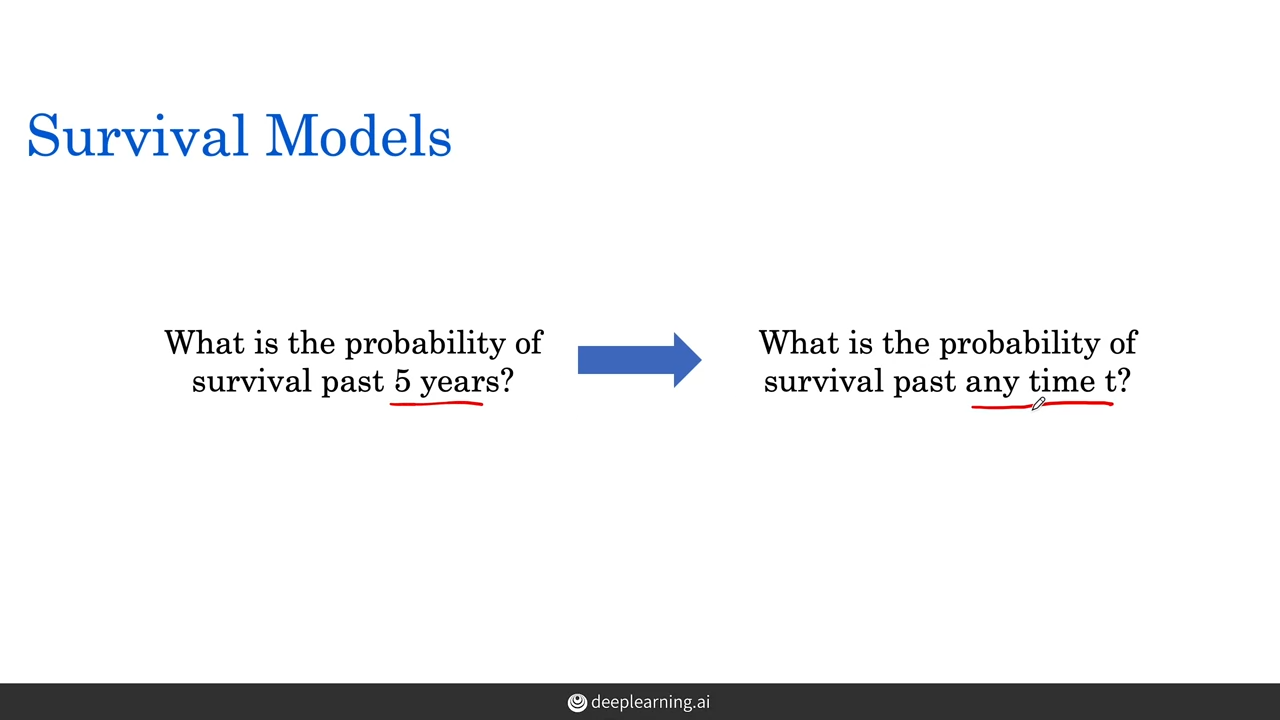 Survival Models
What is the probability of
survival past 5 years?
What is the probability of
survival past any time t?
deeplearning.ai